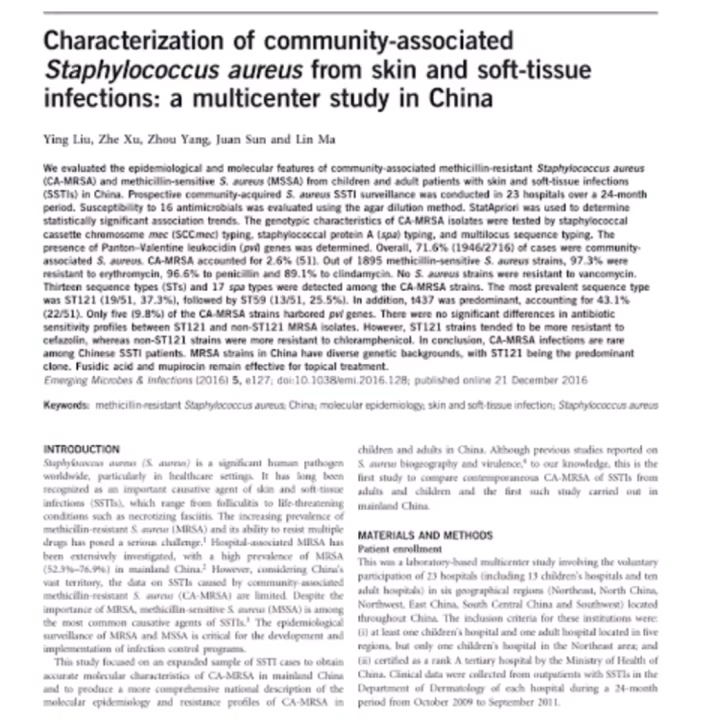 Characterization of community-associated
Staphylococcus aureus from skin and soft-tissue
infections: a multicenter study in China
Ying Liu, Zhe Xu, Zhou Yang, Juan Sun and Lin Ma
We evaluated the epidemiological and molecular features of community-associated methicillin-resistant Staphylococcus aureus
(CA-MRSA) and methicillin-sensitive S. aureus (MSSA) from children and adult patients with skin and soft-tissue infections
(SSTIs) in China. Prospective community-acquired S. aureus SSTI surveillance was conducted in 23 hospitals over a 24-month
period. Susceptibility to 16 antimicrobials was evaluated using the agar dilution method. StatApriori was used to determine
statistically significant association trends. The genotypic characteristics of CA-MRSA isolates were tested by staphylococcal
cassette chromosome mec (SCCmec) typing, staphylococcal protein A (spa) typing, and multilocus sequence typing. The
presence of Panton–Valentine leukocidin (pvl) genes was determined. Overall, 71.6% (1946/2716) of cases were community-
associated S. aureus. CA-MRSA accounted for 2.6% (51). Out of 1895 methicillin-sensitive S. aureus strains, 97.3% were
resistant to erythromycin, 96.6% to penicillin and 89.1% to clindamycin. No S. aureus strains were resistant to vancomycin.
Thirteen sequence types (STs) and 17 spa types were detected among the CA-MRSA strains. The most prevalent sequence type
was ST121 (19/51, 37.3%), followed by ST59 (13/51, 25.5%). In addition, t437 was predominant, accounting for 43.1%
(22/51). Only five (9.8%) of the CA-MRSA strains harbored pvl genes. There were no significant differences in antibiotic
sensitivity profiles between ST121 and non-ST121 MRSA isolates. However, ST121 strains tended to be more resistant to
cefazolin, whereas non-ST121 strains were more resistant to chloramphenicol. In conclusion, CA-MRSA infections are rare
among Chinese SSTI patients. MRSA strains in China have diverse genetic backgrounds, with ST121 being the predominant
clone. Fusidic acid and mupirocin remain effective for topical treatment.
Emerging Microbes & Infections (2016) 5, e127; doi:10.1038/emi.2016.128; published online 21 December 2016
Keywords: methicillin-resistant Staphylococcus aureus; China; molecular epidemiology; skin and soft-tissue infection; Staphylococcus
INTRODUCTION
Staphylococcus aureus (S. aureus) is a significant human pathogen
worldwide, particularly in healthcare settings. It has long been
recognized as an important causative agent of skin and soft-tissue
infections (SSTIs), which range from folliculitis to life-threatening
conditions such as necrotizing fasciitis. The increasing prevalence of
methicillin-resistant S. aureus (MRSA) and its ability to resist multiple
drugs has posed a serious challenge.1 Hospital-associated MRSA has
been extensively investigated, with a high prevalence of MRSA
(52.3%–76.9%) in mainland China.2 However, considering China's
vast territory, the data on SSTIs caused by community-associated
methicillin-resistant S. aureus (CA-MRSA) are limited. Despite the
importance of MRSA, methicillin-sensitive S. aureus (MSSA) is among
the most common causative agents of SSTIs.3 The epidemiological
surveillance of MRSA and MSSA is critical for the development and
implementation of infection control programs.
This study focused on an expanded sample of SSTI cases to obtain
accurate molecular characteristics of CA-MRSA in mainland China
and to produce a more comprehensive national description of the
molecular epidemiology and resistance profiles of CA-MRSA in
children and adults in China. Although previous studies reported on
S. aureus biogeography and virulence,4 to our knowledge, this is the
first study to compare contemporaneous CA-MRSA of SSTIs from
adults and children and the first such study carried out in
mainland China.
MATERIALS AND METHODS
Patient enrollment
This was a laboratory-based multicenter study involving the voluntary
participation of 23 hospitals (including 13 children's hospitals and ten
adult hospitals) in six geographical regions (Northeast, North China,
Northwest, East China, South Central China and Southwest) located
throughout China. The inclusion criteria for these institutions were:
(i) at least one children's hospital and one adult hospital located in five
regions, but only one children's hospital in the Northeast area; and
(ii) certified as a rank A tertiary hospital by the Ministry of Health of
China. Clinical data were collected from outpatients with SSTIs in the
Department of Dermatology of each hospital during a 24-month
period from October 2009 to September 2011.